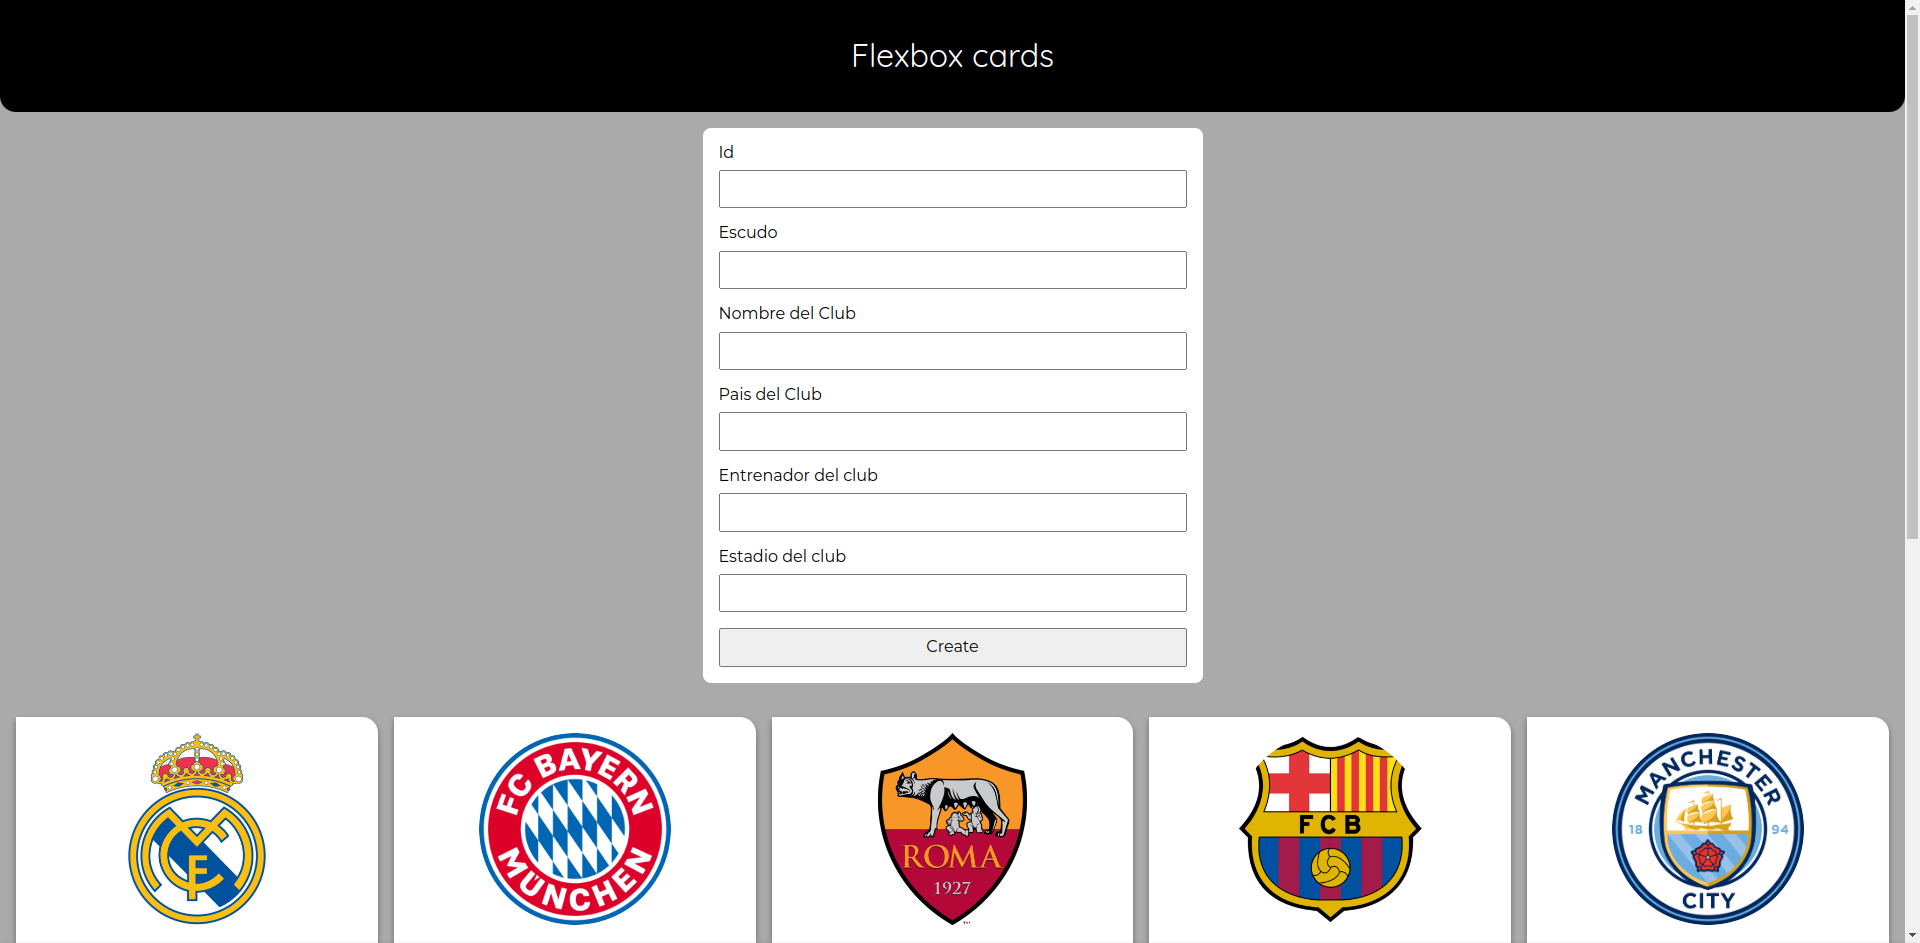 Flexbox cards
Id
Escudo
Nombre del Club
Pais del Club
Entrenador del club
Estadio del club
Create
FC BAYERN
MÜNCHEN
ROMA
1927
FCB
MANCHESTER
18 94
CITY